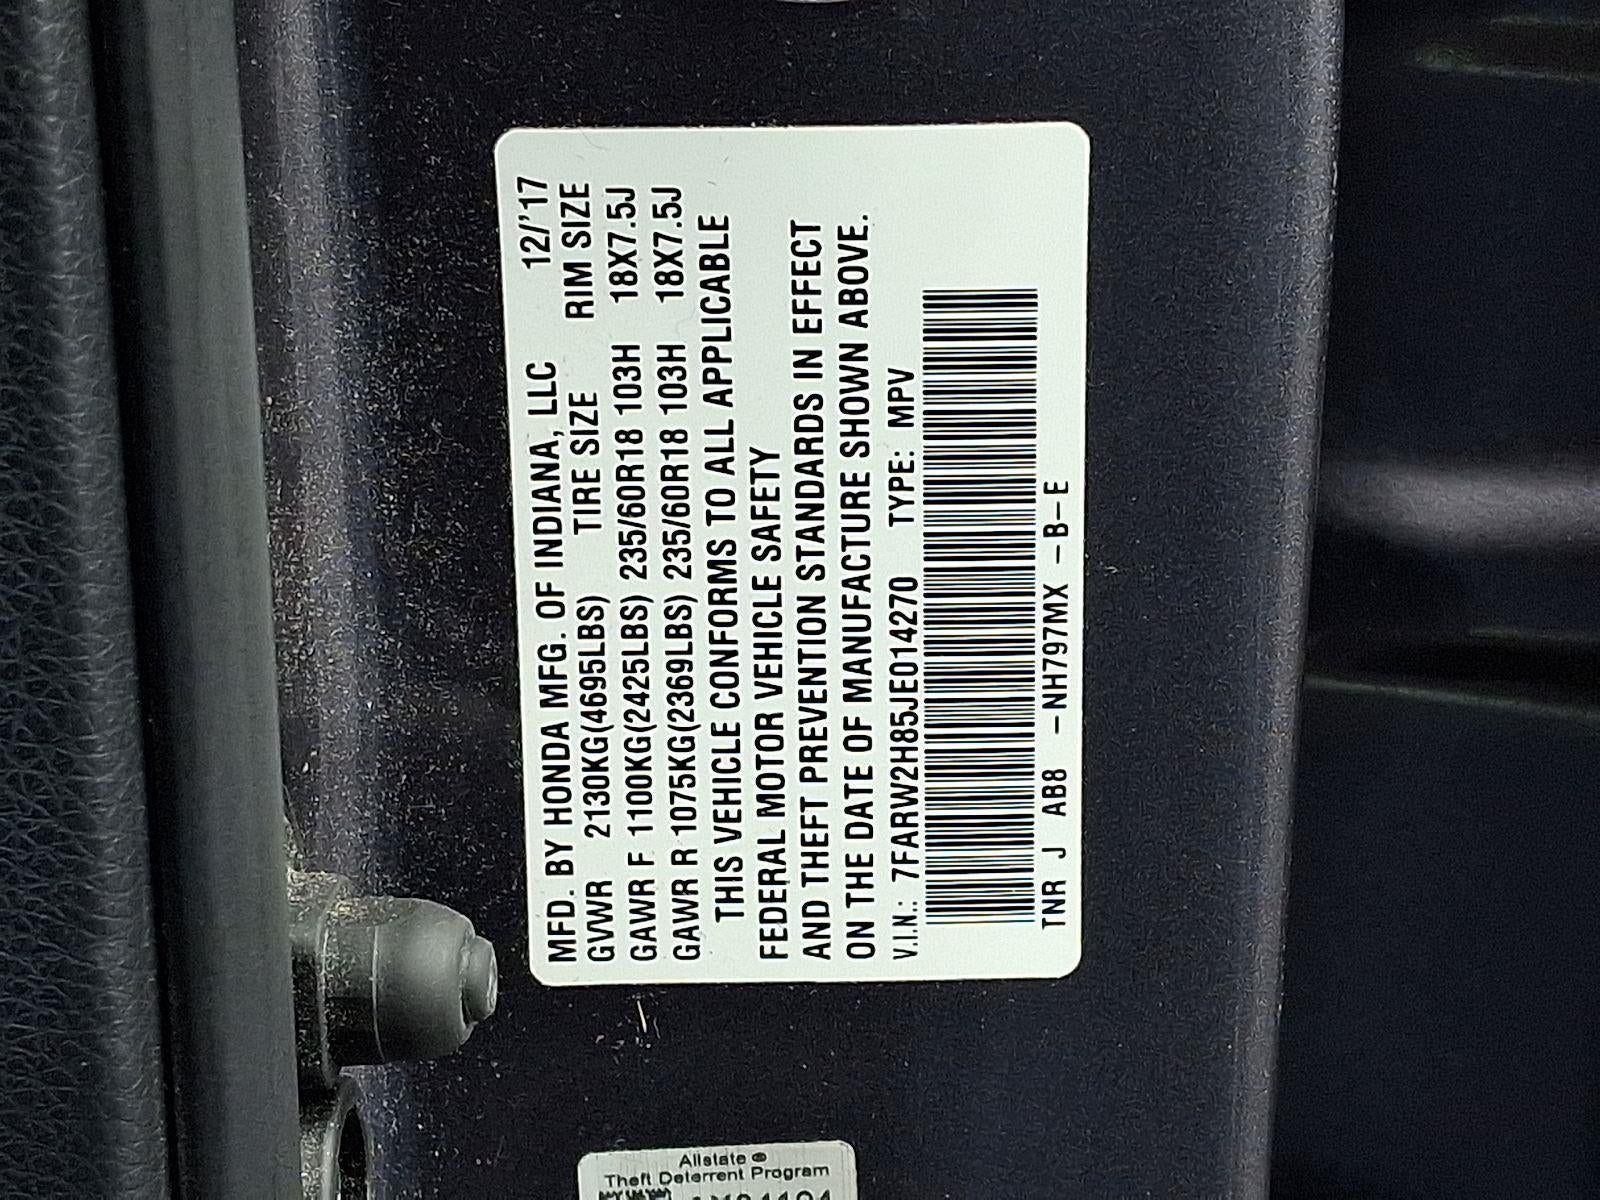 MFD. BY HONDA MFG. OF INDIANA, LLC 12/'17
GVWR 2130KG(4695LBS) TIRE SIZE RIM SIZE
GAWR F 1100KG(2425LBS) 235/60R18 103H 18X7.5J
GAWR R 1075KG(2369LBS) 235/60R18 103H 18X7.5J
THIS VEHICLE CONFORMS TO ALL APPLICABLE
FEDERAL MOTOR VEHICLE SAFETY
AND THEFT PREVENTION STANDARDS IN EFFECT
ON THE DATE OF MANUFACTURE SHOWN ABOVE.
V.I.N.: 7FARW2H85JE014270 TYPE: MPV
TNR J AB8 -NH797MX -B-E
Allstate ®
Theft Deterrent Program